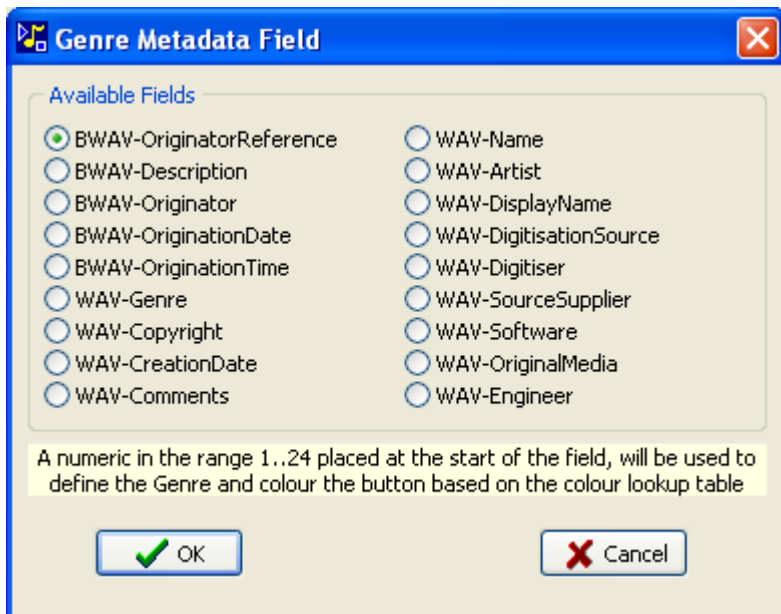 Genre Metadata Field
Available Fields
BWAV-OriginatorReference
BWAV-Description
BWAV-Originator
BWAV-OriginationDate
BWAV-OriginationTime
WAV-Genre
WAV-Copyright
WAV-CreationDate
WAV-Comments
WAV-Name
WAV-Artist
WAV-DisplayName
WAV-DigitisationSource
WAV-Digitiser
WAV-SourceSupplier
WAV-Software
WAV-OriginalMedia
WAV-Engineer
A numeric in the range 1..24 placed at the start of the field, will be used to
define the Genre and colour the button based on the colour lookup table
OK
Cancel